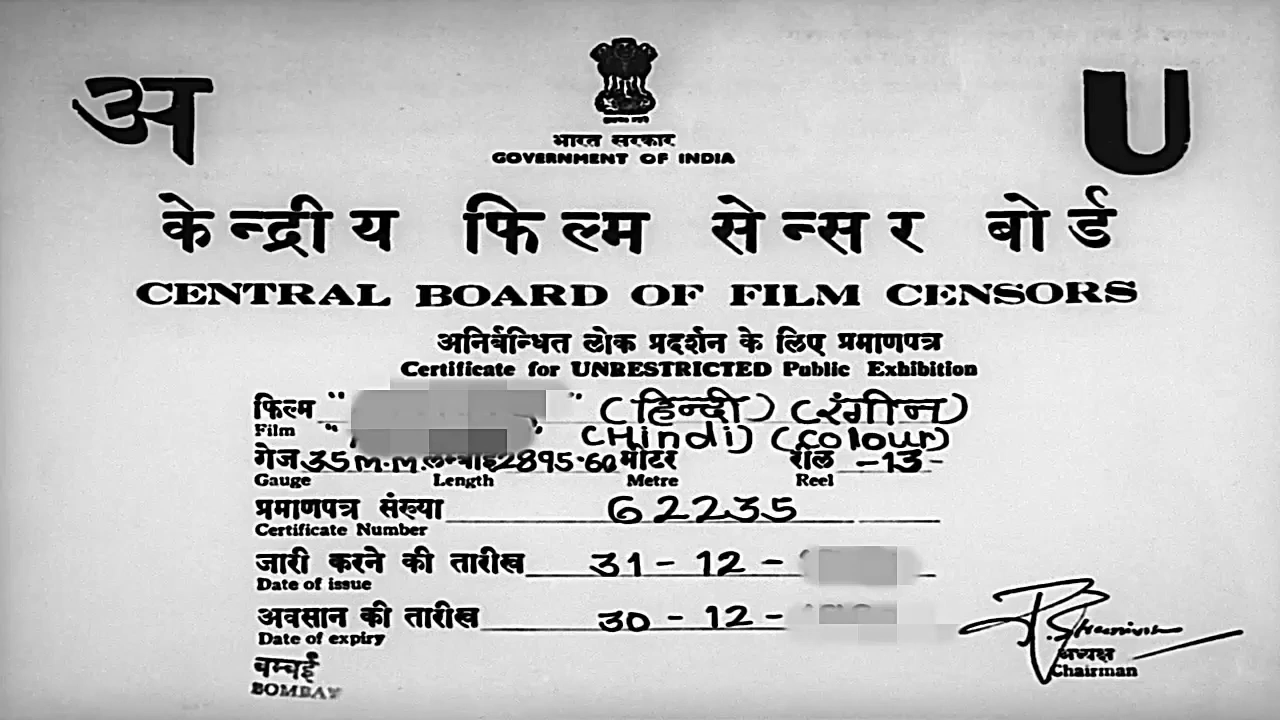 अ
U
भारत सरकार
GOVERNMENT OF INDIA
केन्द्रीय फिल्म सेन्सर बोर्ड
CENTRAL BOARD OF FILM CENSORS
अनिर्बन्धित लोक प्रदर्शन के लिए प्रमाणपत्र
Certificate for UNRESTRICTED Public Exhibition
फिल्म " " (हिन्दी) (रंगीन)
Film " " (Hindi) (Colour)
गेज 35 M.M. लम्बाई 2895.60 मीटर रील -13-
Gauge Length Metre Reel
प्रमाणपत्र संख्या 62235
Certificate Number
जारी करने की तारीख 31 - 12 -
Date of issue
अवसान की तारीख 30 - 12 -
Date of expiry
अध्यक्ष
Chairman
बम्बई
BOMBAY